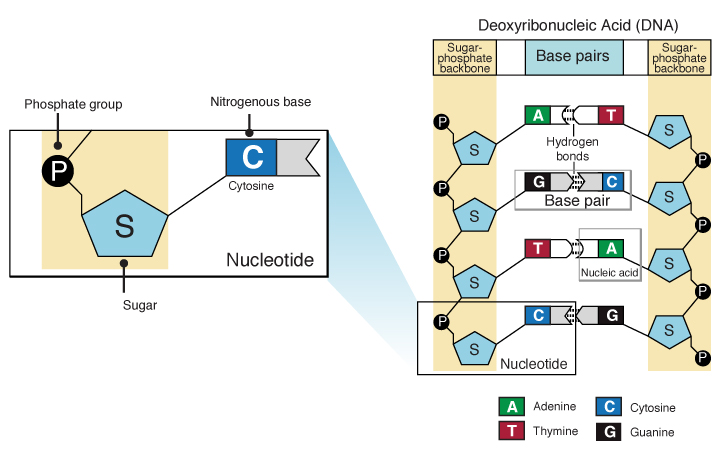 Deoxyribonucleic Acid (DNA)
Sugar-
phosphate
backbone
Base pairs
Sugar-
phosphate
backbone
Phosphate group
Nitrogenous base
P
S
C
Cytosine
Nucleotide
Sugar
P
A
T
S
S
Hydrogen
bonds
P
P
G
C
Base pair
S
S
P
P
T
A
Nucleic acid
S
S
P
P
C
G
S
S
Nucleotide
P
A Adenine
C Cytosine
T Thymine
G Guanine